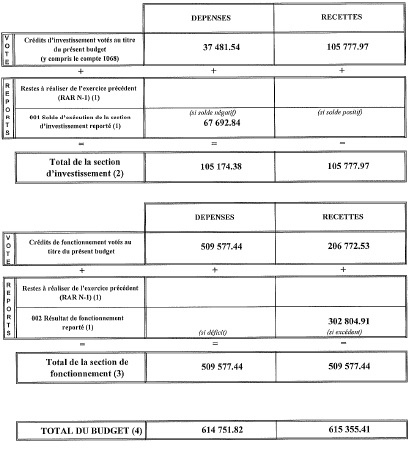 DEPENSES RECETTES
VOTE
Crédits d'investissement votés au titre
du présent budget
(y compris le compte 1068)
37 481.54 105 777.97
+ + +
REPORTS
Restes à réaliser de l'exercice précédent
(RAR N-1) (1)
001 Solde d'exécution de la section
d'investissement reporté (1)
(si solde négatif) (si solde positif)
67 692.84
= = =
Total de la section
d'investissement (2)
105 174.38 105 777.97
DEPENSES RECETTES
VOTE
Crédits de fonctionnement votés au
titre du présent budget
509 577.44 206 772.53
+ + +
REPORTS
Restes à réaliser de l'exercice précédent
(RAR N-1) (1)
002 Résultat de fonctionnement
reporté (1)
302 804.91
(si déficit) (si excédent)
= = =
Total de la section de
fonctionnement (3)
509 577.44 509 577.44
TOTAL DU BUDGET (4) 614 751.82 615 355.41